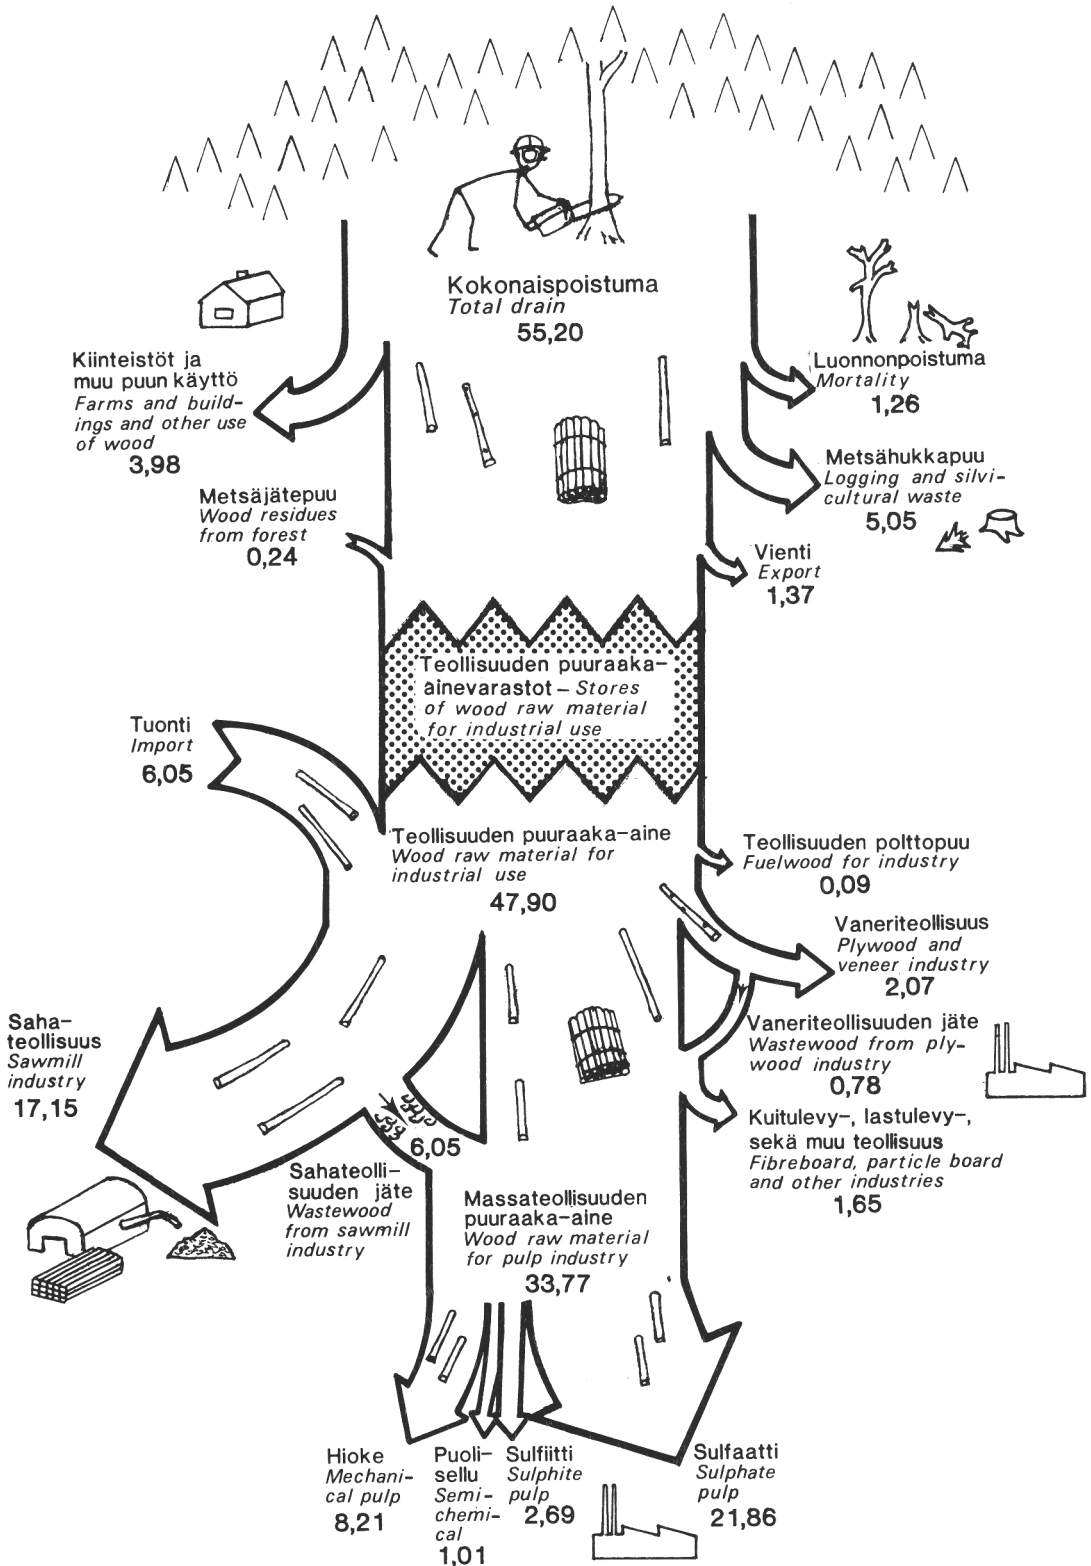 Kokonaispoistuma
Total drain
55,20
Kiinteistöt ja
muu puun käyttö
Farms and build-
ings and other use
of wood
3,98
Luonnonpoistuma
Mortality
1,26
Metsähukkapuu
Logging and silvi-
cultural waste
5,05
Metsäjätepuu
Wood residues
from forest
0,24
Vienti
Export
1,37
Teollisuuden puuraaka-
ainevarastot – Stores
of wood raw material
for industrial use
Tuonti
Import
6,05
Teollisuuden puuraaka-aine
Wood raw material for
industrial use
47,90
Teollisuuden polttopuu
Fuelwood for industry
0,09
Vaneriteollisuus
Plywood and
veneer industry
2,07
Saha-
teollisuus
Sawmill
industry
17,15
Vaneriteollisuuden jäte
Wastewood from ply-
wood industry
0,78
Kuitulevy-, lastulevy-,
sekä muu teollisuus
Fibreboard, particle board
and other industries
1,65
6,05
Sahateolli-
suuden jäte
Wastewood
from sawmill
industry
Massateollisuuden
puuraaka-aine
Wood raw material
for pulp industry
33,77
Hioke
Mechani-
cal pulp
8,21
Puoli-
sellu
Semi-
chemi-
cal
1,01
Sulfiitti
Sulphite
pulp
2,69
Sulfaatti
Sulphate
pulp
21,86